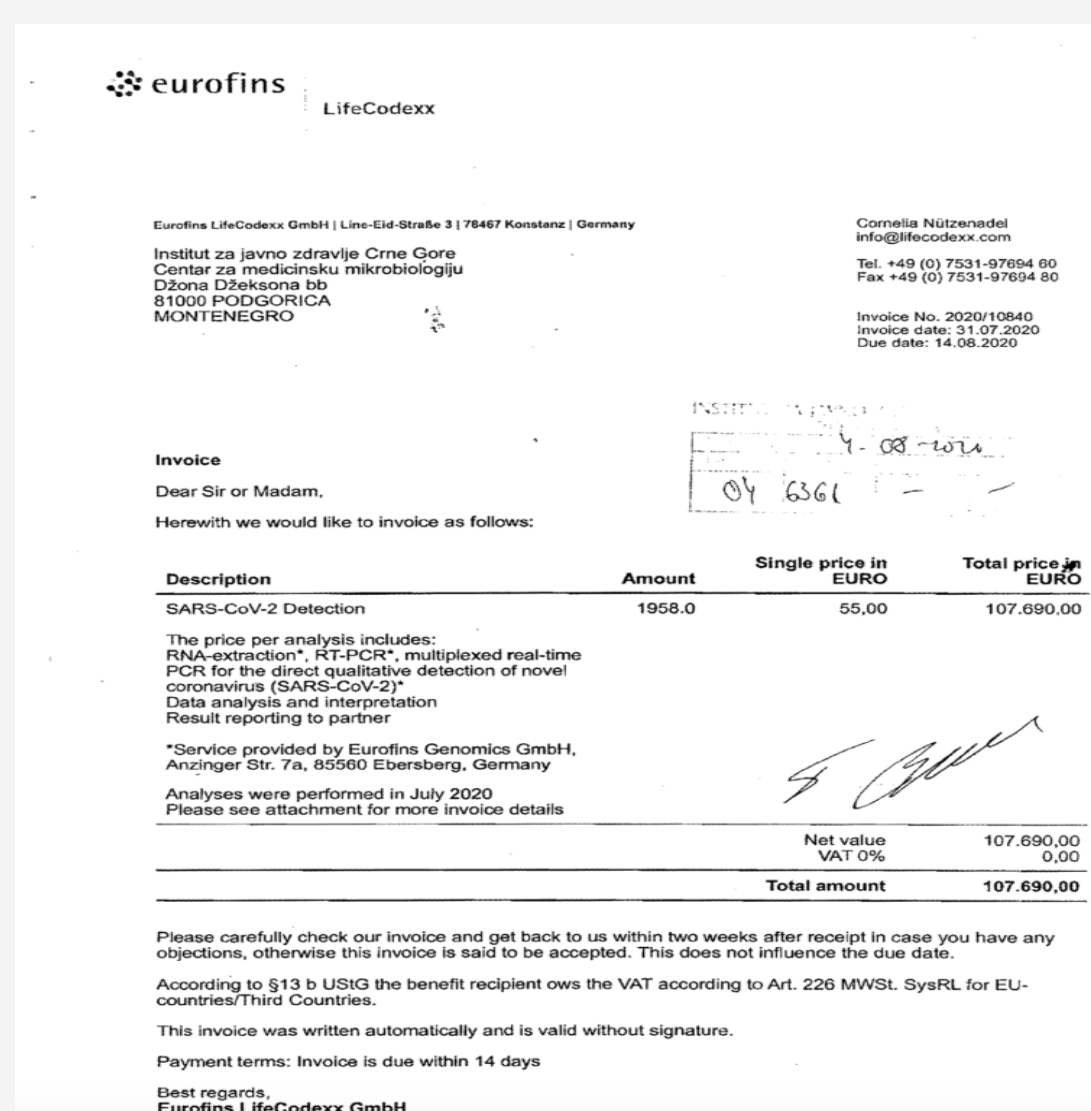 eurofins
LifeCodexx
Eurofins LifeCodexx GmbH | Line-Eid-Straße 3 | 78467 Konstanz | Germany
Institut za javno zdravlje Crne Gore
Centar za medicinsku mikrobiologiju
Džona Džeksona bb
81000 PODGORICA
MONTENEGRO
Cornelia Nützenadel
info@lifecodexx.com
Tel. +49 (0) 7531-97694 60
Fax +49 (0) 7531-97694 80
Invoice No. 2020/10840
Invoice date: 31.07.2020
Due date: 14.08.2020
4-08-2020
04 6361 - -
Invoice
Dear Sir or Madam,
Herewith we would like to invoice as follows:
Description Amount Single price in EURO Total price in EURO
SARS-CoV-2 Detection 1958.0 55,00 107.690,00
The price per analysis includes:
RNA-extraction*, RT-PCR*, multiplexed real-time
PCR for the direct qualitative detection of novel
coronavirus (SARS-CoV-2)*
Data analysis and interpretation
Result reporting to partner
*Service provided by Eurofins Genomics GmbH,
Anzinger Str. 7a, 85560 Ebersberg, Germany
Analyses were performed in July 2020
Please see attachment for more invoice details
Net value 107.690,00
VAT 0% 0,00
Total amount 107.690,00
Please carefully check our invoice and get back to us within two weeks after receipt in case you have any
objections, otherwise this invoice is said to be accepted. This does not influence the due date.
According to §13 b UStG the benefit recipient ows the VAT according to Art. 226 MWSt. SysRL for EU-
countries/Third Countries.
This invoice was written automatically and is valid without signature.
Payment terms: Invoice is due within 14 days
Best regards,
Eurofins LifeCodexx GmbH